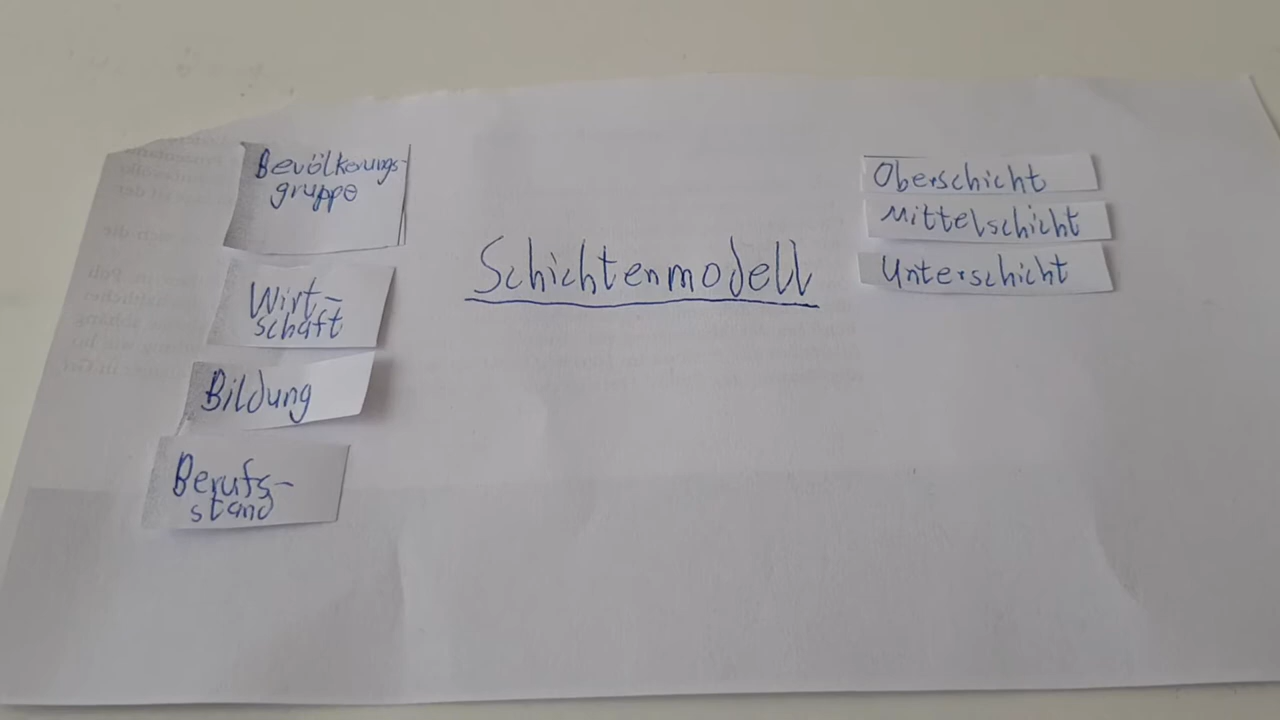 Bevölkerungs-
gruppe
Wirt-
schaft
Bildung
Berufs-
stand
Schichtenmodell
Oberschicht
Mittelschicht
Unterschicht